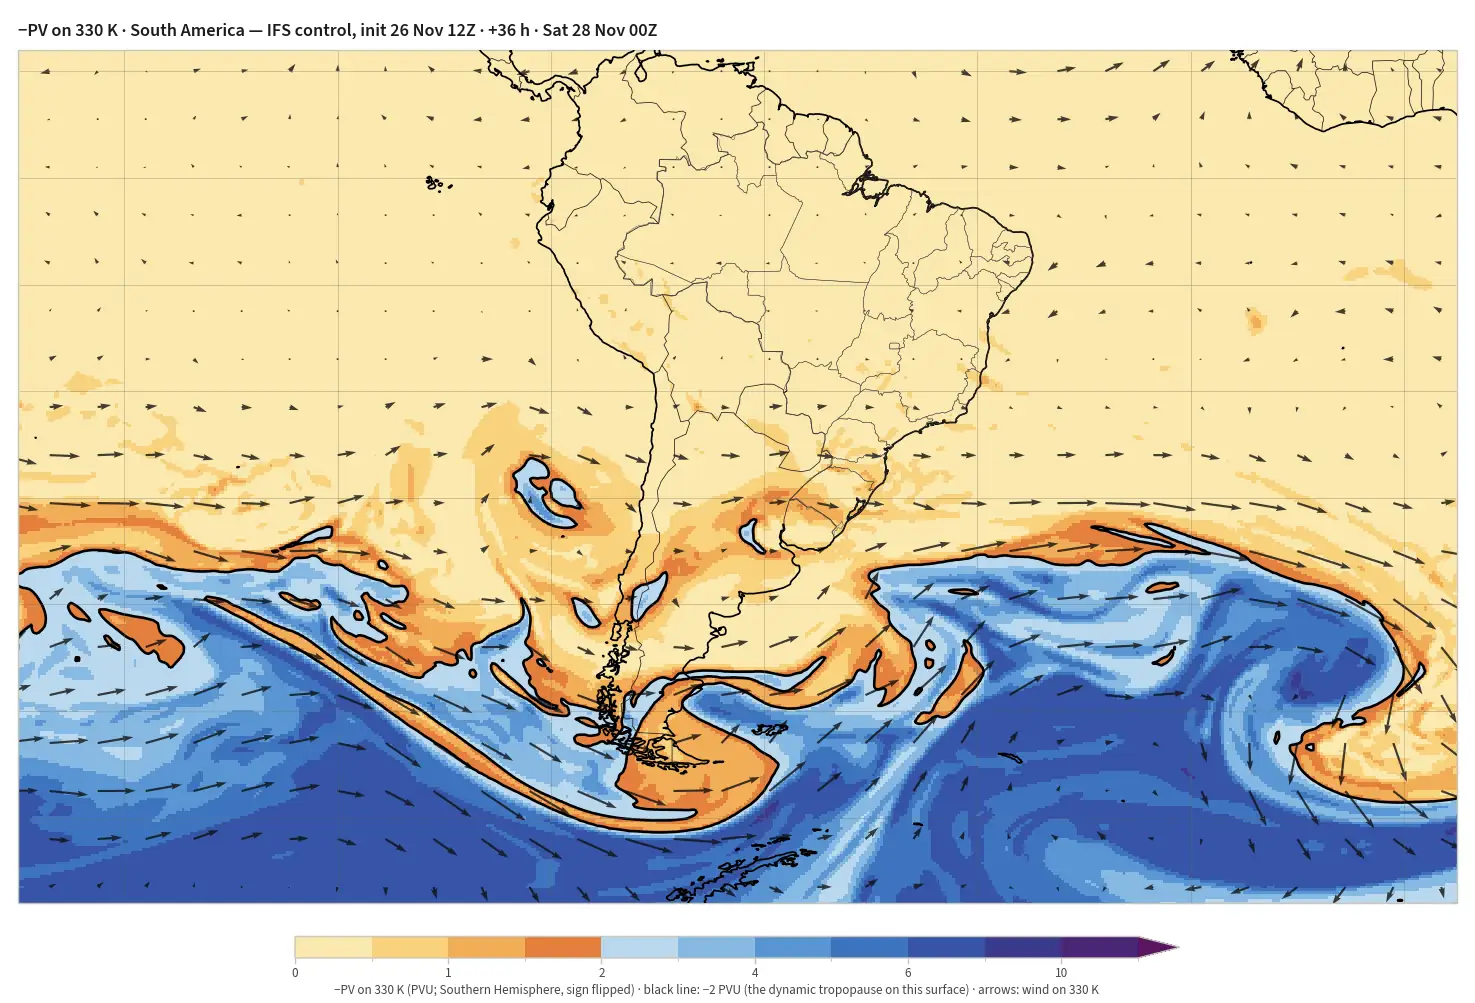 −PV on 330 K · South America — IFS control, init 26 Nov 12Z · +36 h · Sat 28 Nov 00Z
0 1 2 4 6 10
−PV on 330 K (PVU; Southern Hemisphere, sign flipped) · black line: −2 PVU (the dynamic tropopause on this surface) · arrows: wind on 330 K